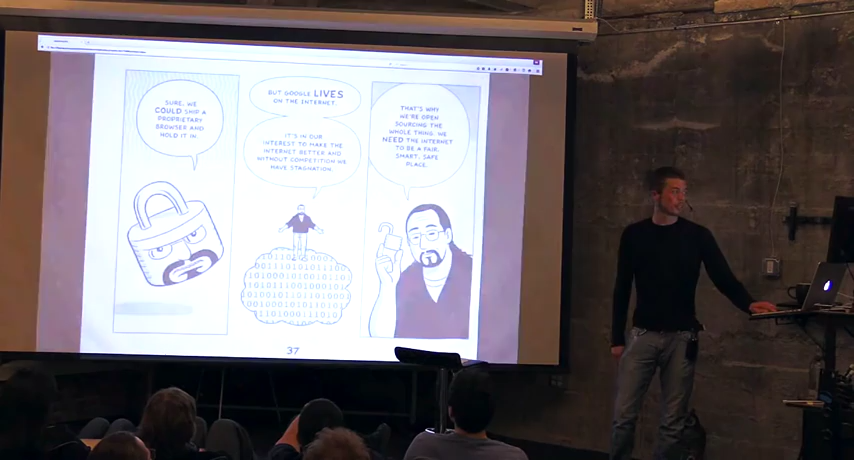 SURE, WE
COULD SHIP A
PROPRIETARY
BROWSER AND
HOLD IT IN.
BUT GOOGLE LIVES
ON THE INTERNET.
IT'S IN OUR
INTEREST TO MAKE THE
INTERNET BETTER AND
WITHOUT COMPETITION WE
HAVE STAGNATION.
THAT'S WHY
WE'RE OPEN
SOURCING THE
WHOLE THING. WE
NEED THE INTERNET
TO BE A FAIR,
SMART, SAFE
PLACE.
37